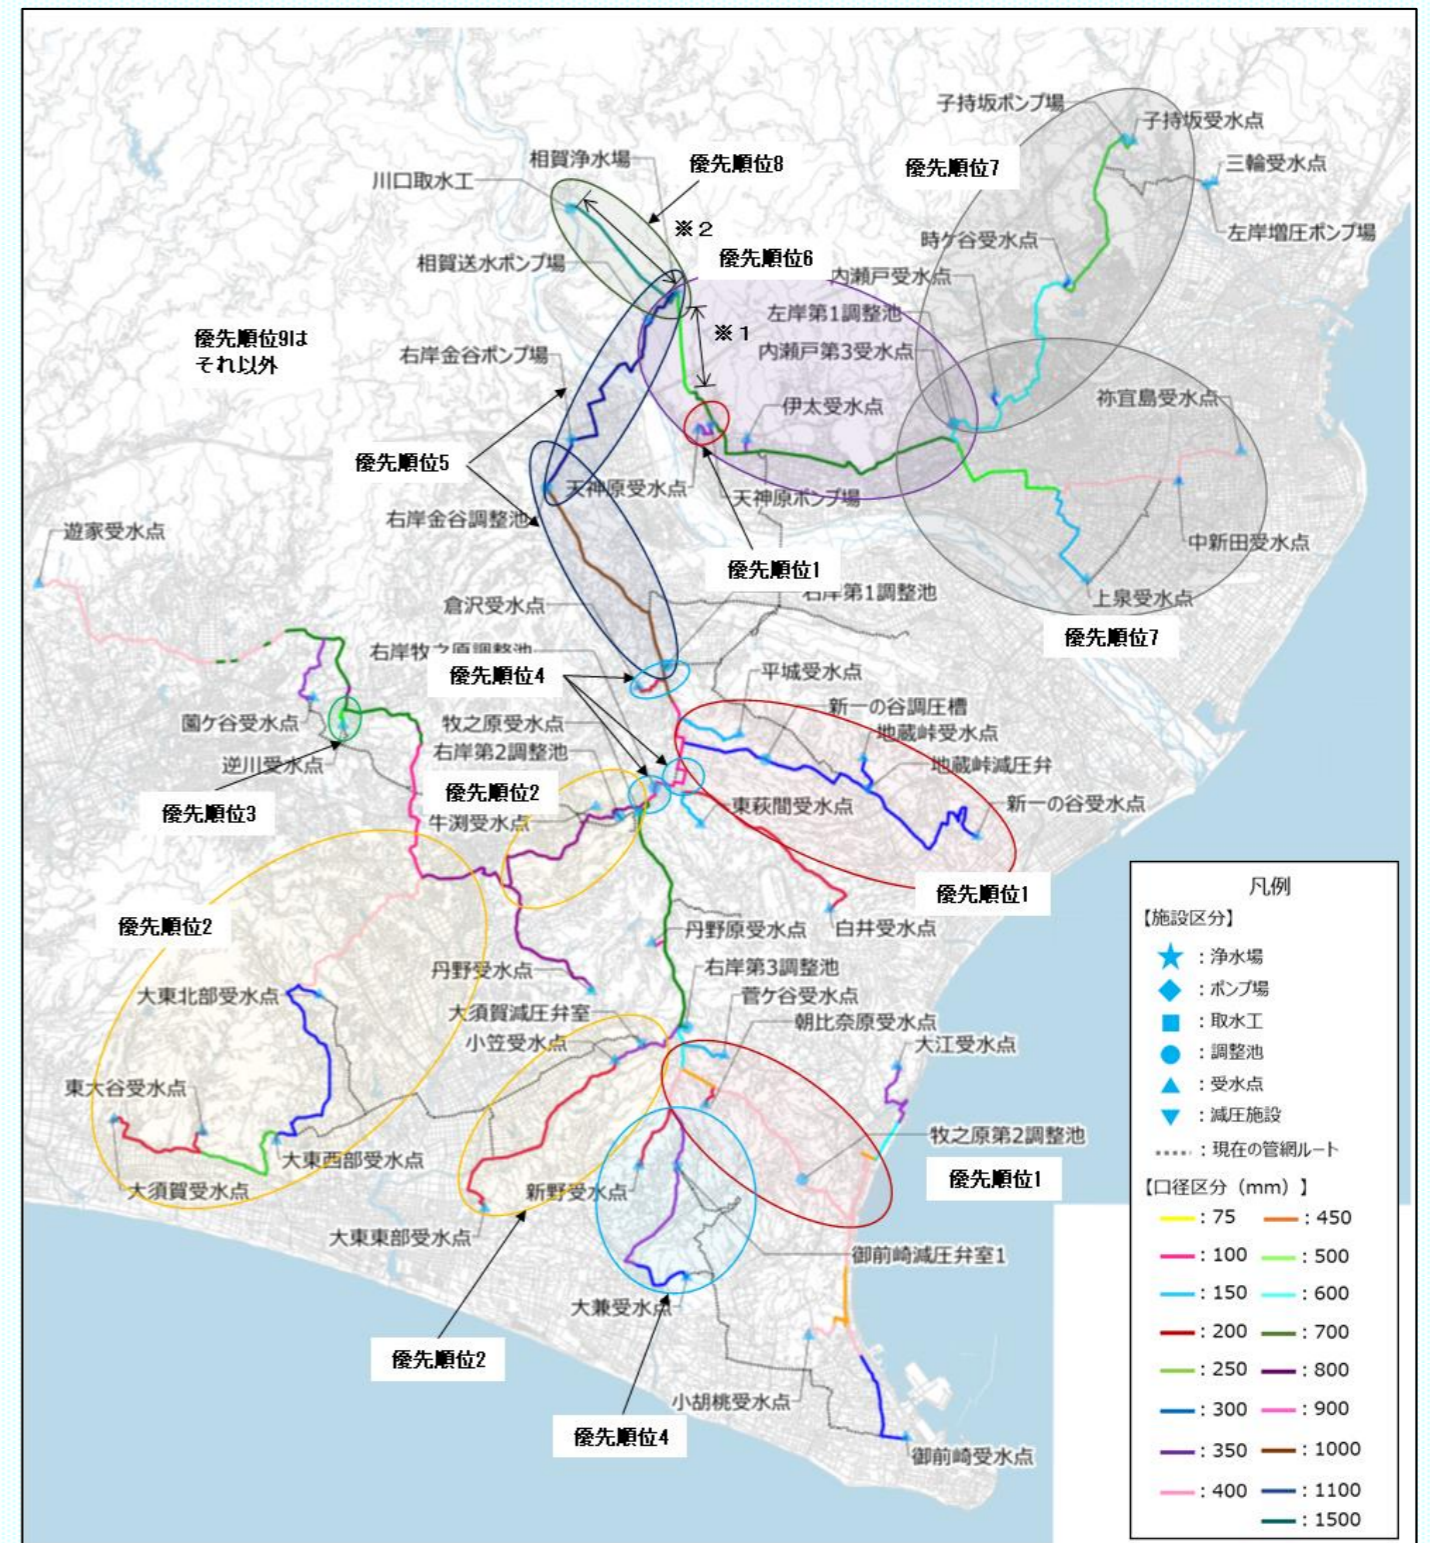 子持坂ポンプ場
子持坂受水点
相賀浄水場
優先順位8
優先順位7
三輪受水点
川口取水工
※2
左岸増圧ポンプ場
時ケ谷受水点
相賀送水ポンプ場
優先順位6
内瀬戸受水点
左岸第1調整池
優先順位9は
それ以外
※1
右岸金谷ポンプ場
内瀬戸第3受水点
祢宜島受水点
伊太受水点
優先順位5
天神原受水点
天神原ポンプ場
右岸金谷調整池
遊家受水点
中新田受水点
優先順位1
右岸第1調整池
上泉受水点
倉沢受水点
優先順位7
右岸牧之原調整池
優先順位4
平城受水点
新一の谷調圧槽
薗ケ谷受水点
牧之原受水点
地蔵峠受水点
右岸第2調整池
逆川受水点
地蔵峠減圧弁
優先順位2
東萩間受水点
新一の谷受水点
優先順位3
牛渕受水点
優先順位1
優先順位2
丹野原受水点
白井受水点
丹野受水点
右岸第3調整池
大東北部受水点
菅ケ谷受水点
大須賀減圧弁室
朝比奈原受水点
小笠受水点
大江受水点
東大谷受水点
牧之原第2調整池
大東西部受水点
優先順位1
大須賀受水点
新野受水点
大東東部受水点
御前崎減圧弁室1
大兼受水点
優先順位2
小胡桃受水点
優先順位4
御前崎受水点
凡例
【施設区分】
：浄水場
：ポンプ場
：取水工
：調整池
：受水点
：減圧施設
：現在の管網ルート
【口径区分（mm）】
：75 ：450
：100 ：500
：150 ：600
：200 ：700
：250 ：800
：300 ：900
：350 ：1000
：400 ：1100
：1500